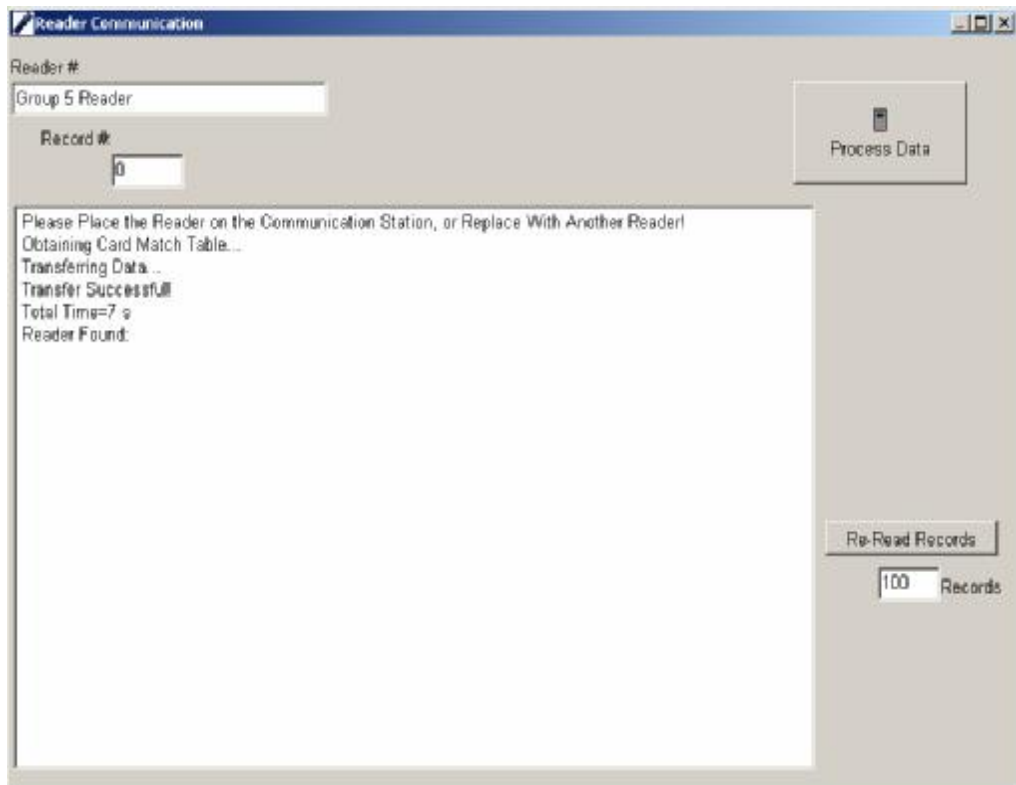 Reader Communication
Reader #
Group 5 Reader
Record #
0
Process Data
Please Place the Reader on the Communication Station, or Replace With Another Reader!
Obtaining Card Match Table...
Transferring Data...
Transfer Successful!
Total Time=7 s
Reader Found:
Re-Read Records
100 Records